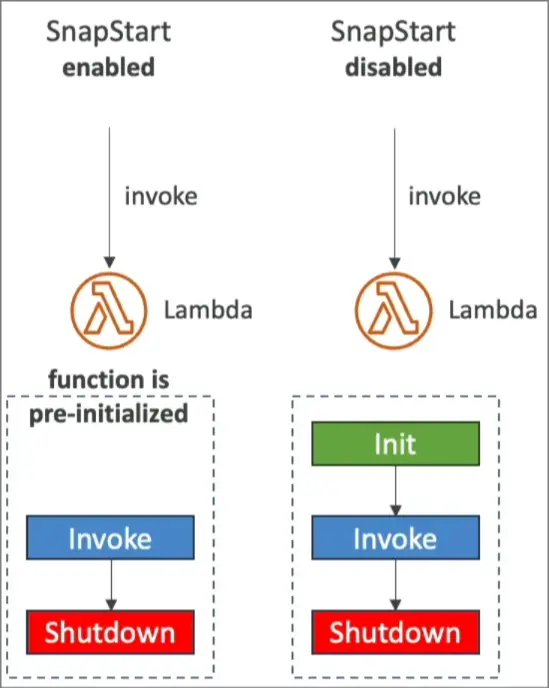 SnapStart
enabled
invoke
Lambda
function is
pre-initialized
Invoke
Shutdown
SnapStart
disabled
invoke
Lambda
Init
Invoke
Shutdown